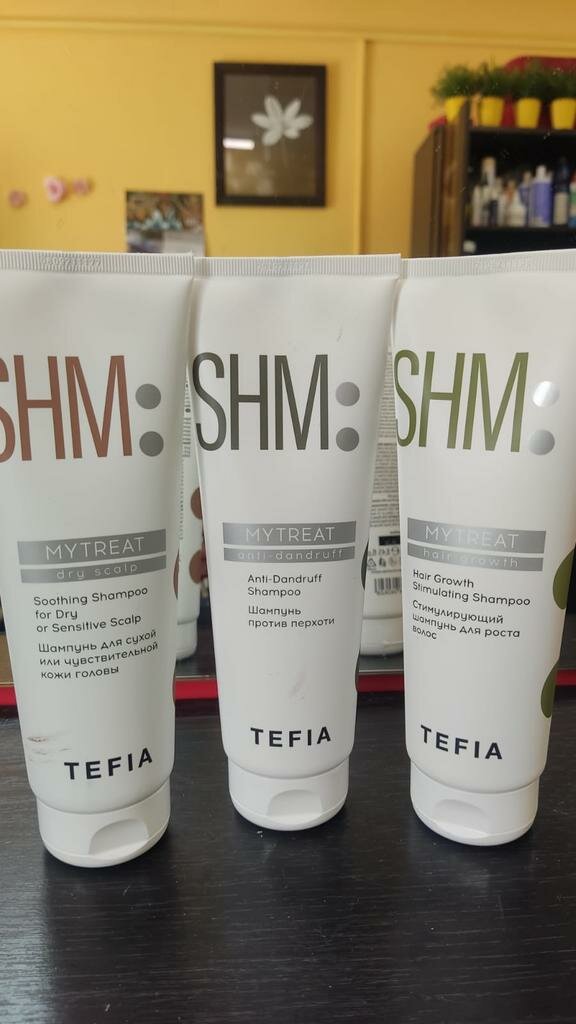 SHM:
MYTREAT
dry scalp
Soothing Shampoo
for Dry
or Sensitive Scalp
Шампунь для сухой
или чувствительной
кожи головы
TEFIA
SHM:
MYTREAT
anti-dandruff
Anti-Dandruff
Shampoo
Шампунь
против перхоти
TEFIA
SHM:
MYTREAT
hair growth
Hair Growth
Stimulating Shampoo
Стимулирующий
шампунь для роста
волос
TEFIA